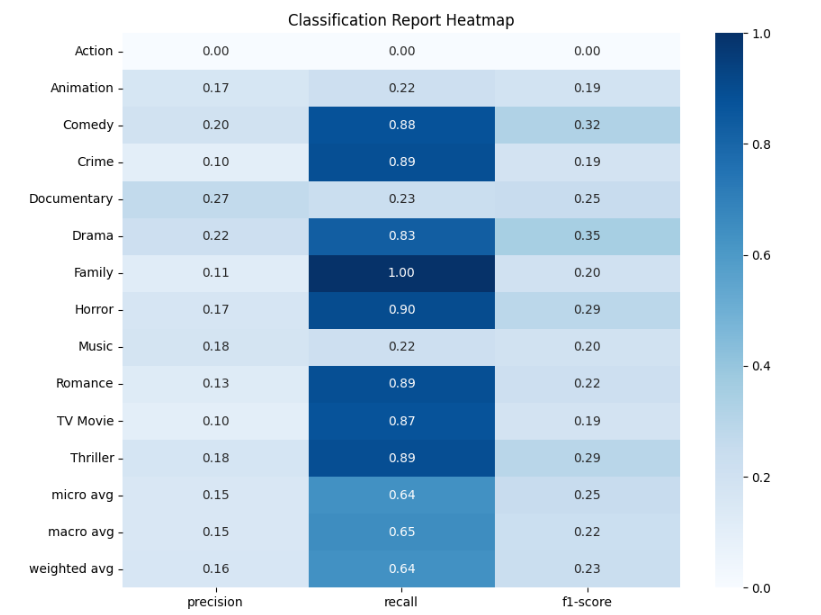 Classification Report Heatmap
Action 0.00 0.00 0.00
Animation 0.17 0.22 0.19
Comedy 0.20 0.88 0.32
Crime 0.10 0.89 0.19
Documentary 0.27 0.23 0.25
Drama 0.22 0.83 0.35
Family 0.11 1.00 0.20
Horror 0.17 0.90 0.29
Music 0.18 0.22 0.20
Romance 0.13 0.89 0.22
TV Movie 0.10 0.87 0.19
Thriller 0.18 0.89 0.29
micro avg 0.15 0.64 0.25
macro avg 0.15 0.65 0.22
weighted avg 0.16 0.64 0.23
precision recall f1-score
1.0
0.8
0.6
0.4
0.2
0.0